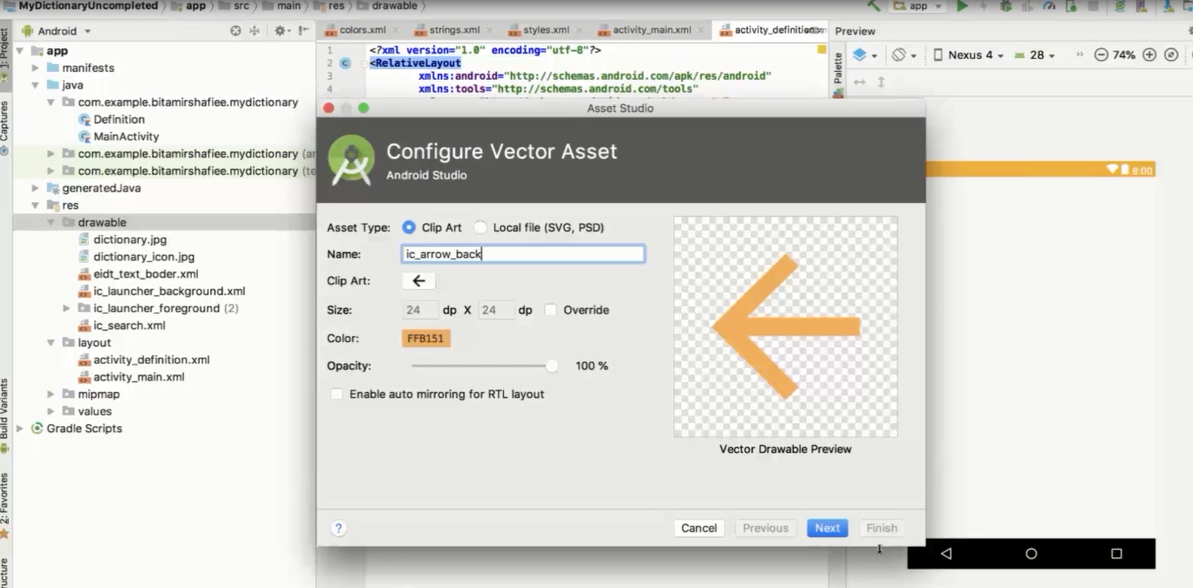 MyDictionaryUncompleted app src main res drawable
app
Android
colors.xml strings.xml styles.xml activity_main.xml activity_definition
Preview
1: Project
Captures
Build Variants
2: Favorites
app
manifests
java
com.example.bitamirshafiee.mydictionary
Definition
MainActivity
com.example.bitamirshafiee.mydictionary
com.example.bitamirshafiee.mydictionary
generatedJava
res
drawable
dictionary.jpg
dictionary_icon.jpg
eidt_text_boder.xml
ic_launcher_background.xml
ic_launcher_foreground (2)
ic_search.xml
layout
activity_definition.xml
activity_main.xml
mipmap
values
Gradle Scripts
1 <?xml version="1.0" encoding="utf-8"?>
2 <RelativeLayout
3 xmlns:android="http://schemas.android.com/apk/res/android"
4 xmlns:tools="http://schemas.android.com/tools"
Palette
Nexus 4 28 74%
8:00
Asset Studio
Configure Vector Asset
Android Studio
Asset Type: Clip Art Local file (SVG, PSD)
Name: ic_arrow_back
Clip Art:
Size: 24 dp X 24 dp Override
Color: FFB151
Opacity: 100 %
Enable auto mirroring for RTL layout
Vector Drawable Preview
? Cancel Previous Next Finish